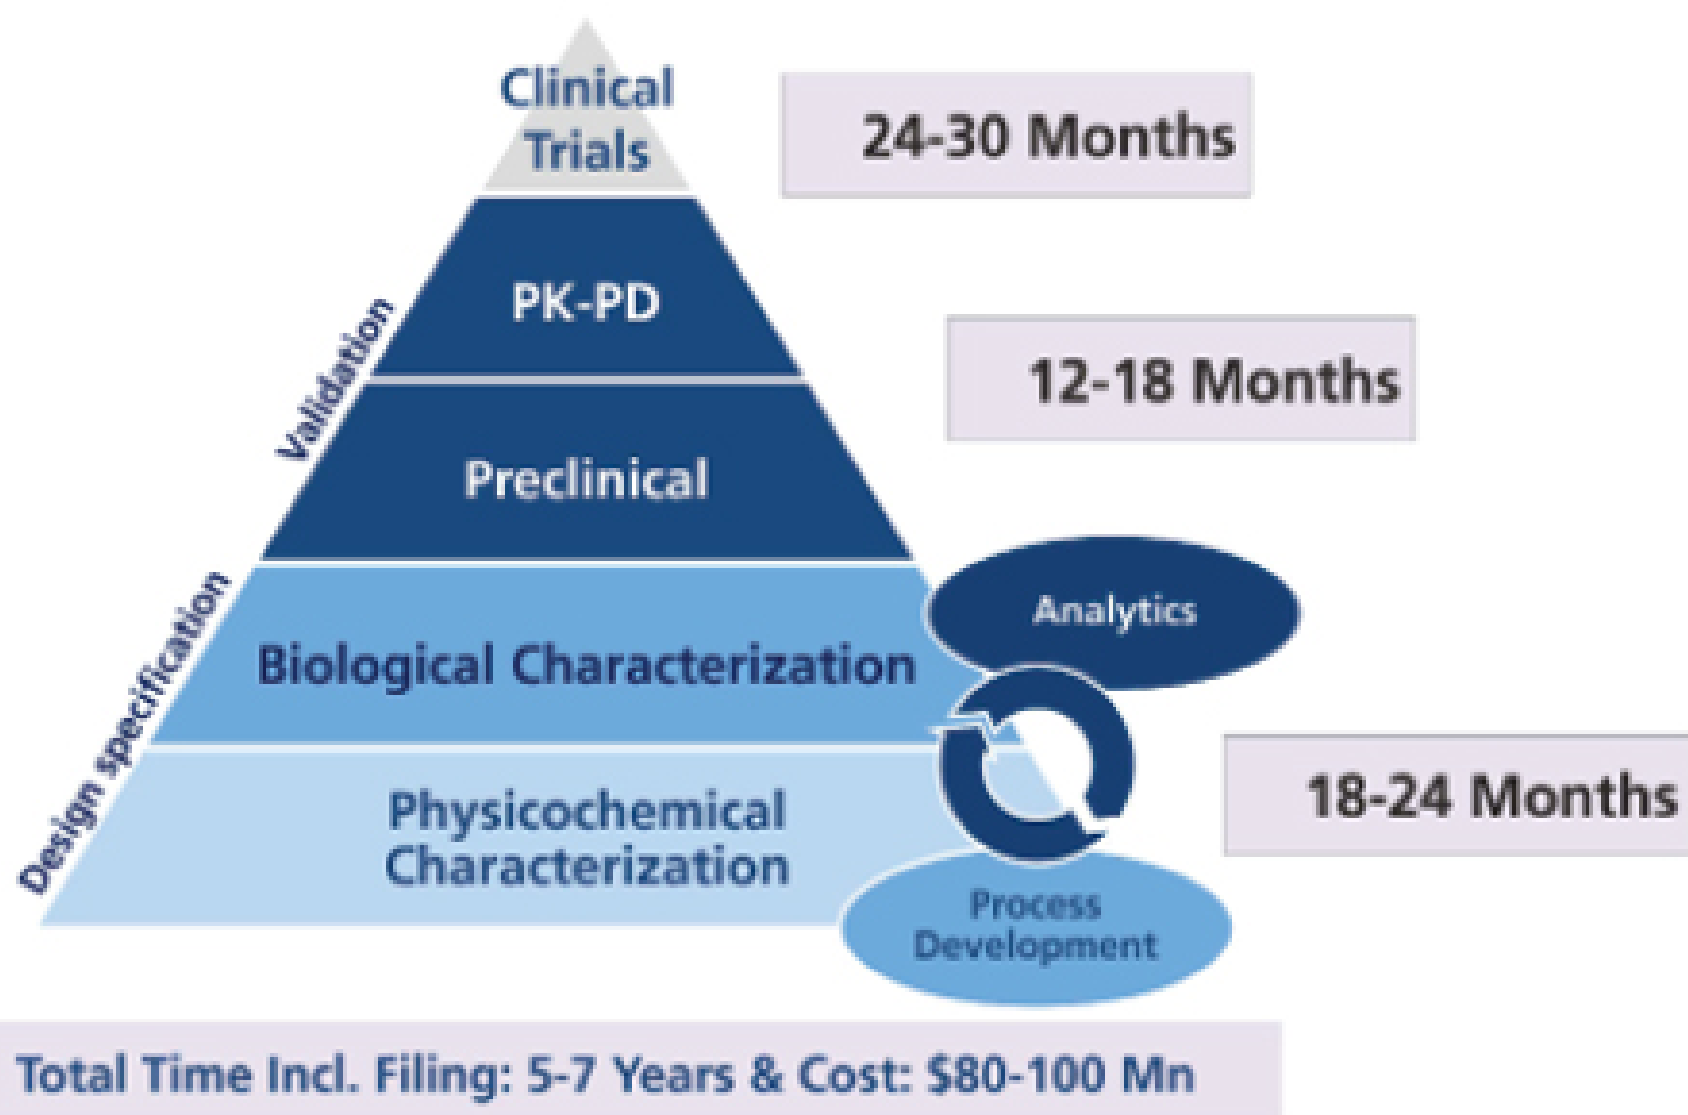 Clinical
Trials
24-30 Months
PK-PD
Validation
12-18 Months
Preclinical
Analytics
Design specification
Biological Characterization
18-24 Months
Physicochemical
Characterization
Process
Development
Total Time Incl. Filing: 5-7 Years & Cost: $80-100 Mn